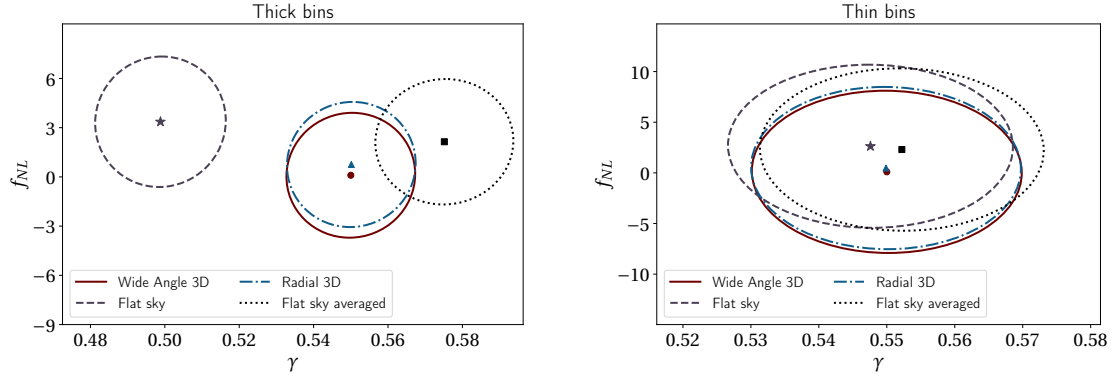 Thick bins
f_NL
6
3
0
−3
−6
−9
Wide Angle 3D
Flat sky
Radial 3D
Flat sky averaged
0.48 0.50 0.52 0.54 0.56 0.58
γ
Thin bins
f_NL
10
5
0
−5
−10
Wide Angle 3D
Flat sky
Radial 3D
Flat sky averaged
0.52 0.53 0.54 0.55 0.56 0.57 0.58
γ